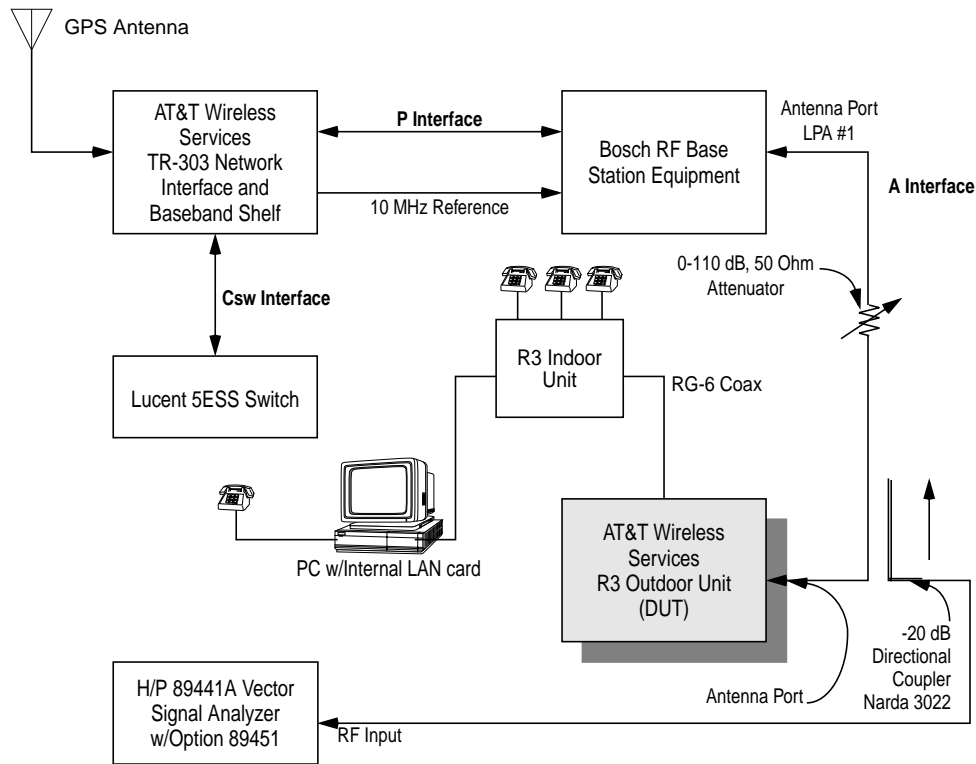 GPS Antenna
AT&T Wireless
Services
TR-303 Network
Interface and
Baseband Shelf
P Interface
10 MHz Reference
Bosch RF Base
Station Equipment
Antenna Port
LPA #1
A Interface
0-110 dB, 50 Ohm
Attenuator
Csw Interface
Lucent 5ESS Switch
R3 Indoor
Unit
RG-6 Coax
PC w/Internal LAN card
AT&T Wireless
Services
R3 Outdoor Unit
(DUT)
-20 dB
Directional
Coupler
Narda 3022
Antenna Port
H/P 89441A Vector
Signal Analyzer
w/Option 89451
RF Input